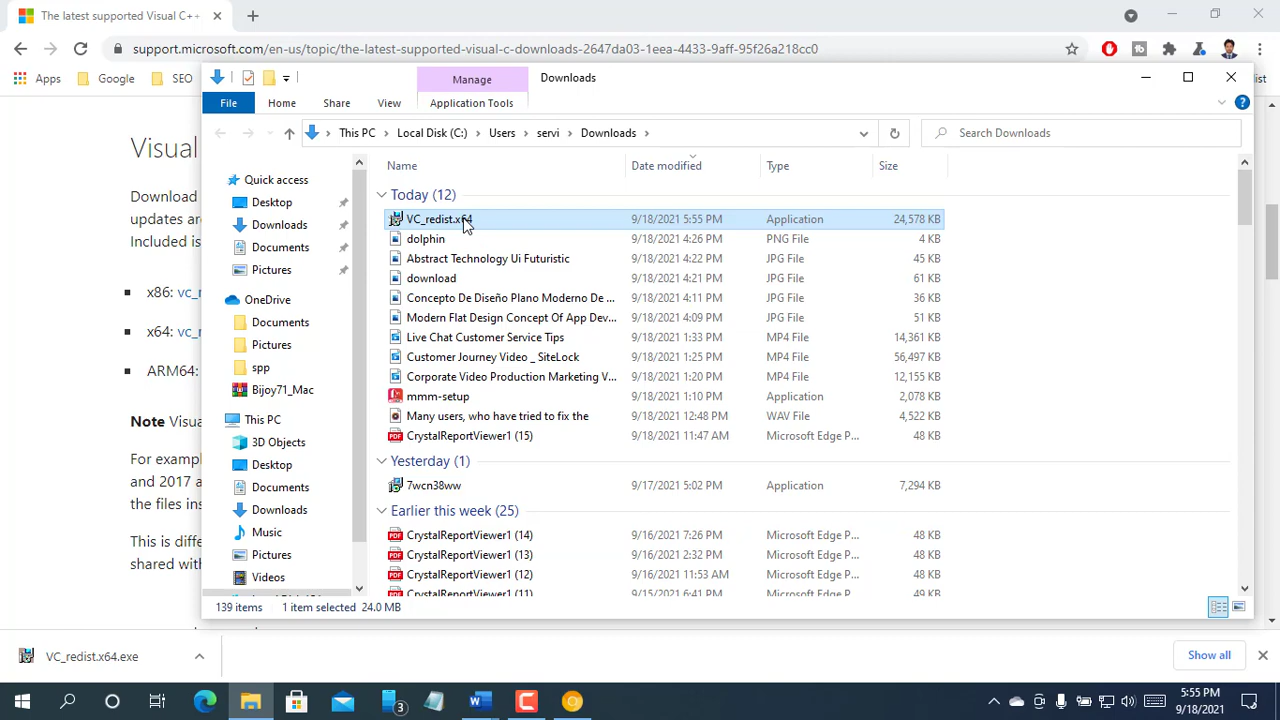 The latest supported Visual C++
support.microsoft.com/en-us/topic/the-latest-supported-visual-c-downloads-2647da03-1eea-4433-9aff-95f26a218cc0
Apps
Google
SEO
Manage
Downloads
File
Home
Share
View
Application Tools
This PC
Local Disk (C:)
Users
servi
Downloads
Search Downloads
Name
Date modified
Type
Size
Quick access
Desktop
Downloads
Documents
Pictures
OneDrive
Documents
Pictures
spp
Bijoy71_Mac
This PC
3D Objects
Desktop
Documents
Downloads
Music
Pictures
Videos
Today (12)
VC_redist.x64 9/18/2021 5:55 PM Application 24,578 KB
dolphin 9/18/2021 4:26 PM PNG File 4 KB
Abstract Technology Ui Futuristic 9/18/2021 4:22 PM JPG File 45 KB
download 9/18/2021 4:21 PM JPG File 61 KB
Concepto De Diseño Plano Moderno De ... 9/18/2021 4:11 PM JPG File 36 KB
Modern Flat Design Concept Of App Dev... 9/18/2021 4:09 PM JPG File 51 KB
Live Chat Customer Service Tips 9/18/2021 1:33 PM MP4 File 14,361 KB
Customer Journey Video _ SiteLock 9/18/2021 1:25 PM MP4 File 56,497 KB
Corporate Video Production Marketing V... 9/18/2021 1:20 PM MP4 File 12,155 KB
mmm-setup 9/18/2021 1:10 PM Application 2,078 KB
Many users, who have tried to fix the 9/18/2021 12:48 PM WAV File 4,522 KB
CrystalReportViewer1 (15) 9/18/2021 11:47 AM Microsoft Edge P... 48 KB
Yesterday (1)
7wcn38ww 9/17/2021 5:02 PM Application 7,294 KB
Earlier this week (25)
CrystalReportViewer1 (14) 9/16/2021 7:26 PM Microsoft Edge P... 48 KB
CrystalReportViewer1 (13) 9/16/2021 2:32 PM Microsoft Edge P... 48 KB
CrystalReportViewer1 (12) 9/16/2021 11:53 AM Microsoft Edge P... 48 KB
CrystalReportViewer1 (11) 9/15/2021 6:41 PM Microsoft Edge P... 49 KB
139 items 1 item selected 24.0 MB
Visual
Download
updates are
Included is
x86: vc_r
x64: vc_r
ARM64:
Note Visua
For examp
and 2017 a
the files ins
This is diffe
shared with
list
VC_redist.x64.exe
Show all
3
5:55 PM
9/18/2021